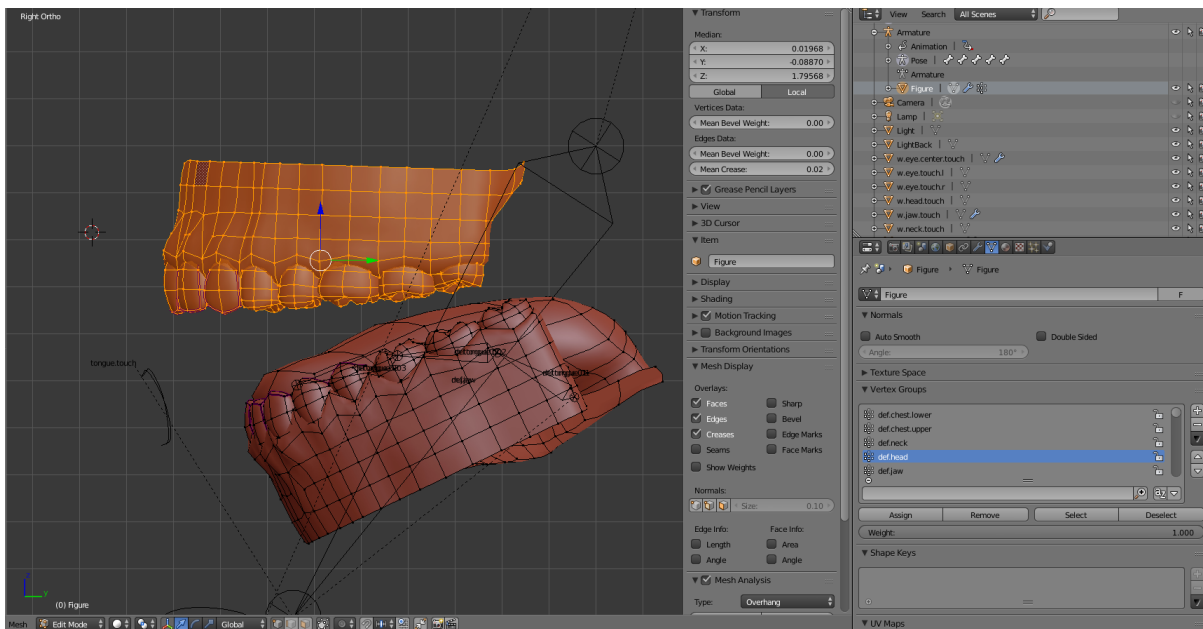 Right Ortho
tongue.touch
def.jaw
z
y
(0) Figure
Mesh
Edit Mode
Global
Transform
Median:
X: 0.01968
Y: -0.08870
Z: 1.79568
Global Local
Vertices Data:
Mean Bevel Weight: 0.00
Edges Data:
Mean Bevel Weight: 0.00
Mean Crease: 0.02
Grease Pencil Layers
View
3D Cursor
Item
Figure
Display
Shading
Motion Tracking
Background Images
Transform Orientations
Mesh Display
Overlays:
Faces Sharp
Edges Bevel
Creases Edge Marks
Seams Face Marks
Show Weights
Normals:
Size: 0.10
Edge Info: Face Info:
Length Area
Angle Angle
Mesh Analysis
Type: Overhang
View Search All Scenes
Armature
Animation
Pose
Armature
Figure
Camera
Lamp
Light
LightBack
w.eye.center.touch
w.eye.touch.l
w.eye.touch.r
w.head.touch
w.jaw.touch
w.neck.touch
Figure Figure
Figure F
Normals
Auto Smooth Double Sided
Angle: 180°
Texture Space
Vertex Groups
def.chest.lower
def.chest.upper
def.neck
def.head
def.jaw
Assign Remove Select Deselect
Weight: 1.000
Shape Keys
UV Maps